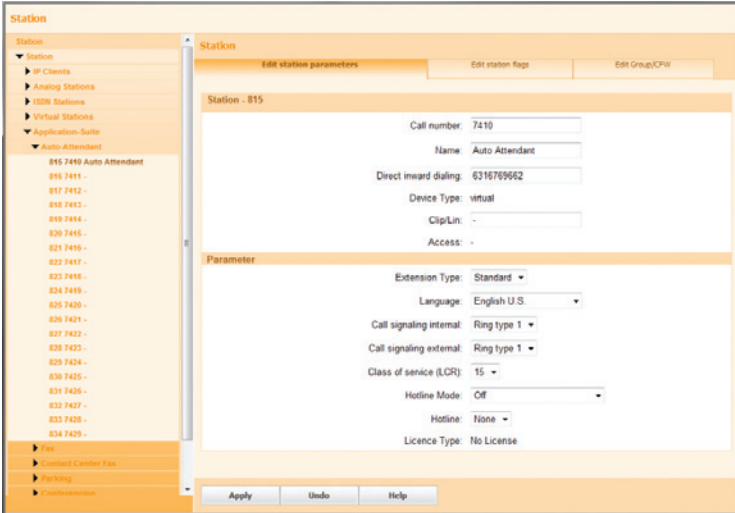 Station
Station
Station
IP Clients
Analog Stations
ISDN Stations
Virtual Stations
Application-Suite
Auto-Attendant
815 7410 Auto Attendant
816 7411 -
817 7412 -
818 7413 -
819 7414 -
820 7415 -
821 7416 -
822 7417 -
823 7418 -
824 7419 -
825 7420 -
826 7421 -
827 7422 -
828 7423 -
829 7424 -
830 7425 -
831 7426 -
832 7427 -
833 7428 -
834 7429 -
Fax
Contact Center Fax
Parking
Conferencing
Station
Edit station parameters Edit station flags Edit Group/CFW
Station - 815
Call number: 7410
Name: Auto Attendant
Direct inward dialing: 6316769662
Device Type: virtual
Clip/Lin: -
Access: -
Parameter
Extension Type: Standard
Language: English U.S.
Call signaling internal: Ring type 1
Call signaling external: Ring type 1
Class of service (LCR): 15
Hotline Mode: Off
Hotline: None
Licence Type: No License
Apply Undo Help